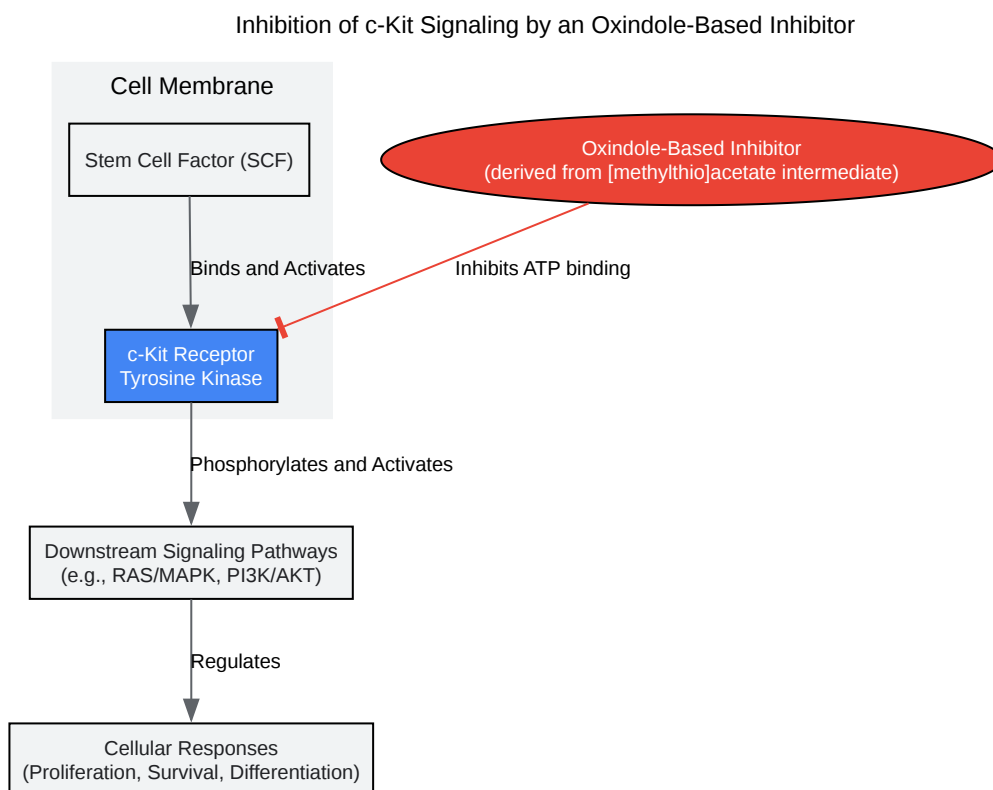 Inhibition of c-Kit Signaling by an Oxindole-Based Inhibitor
Cell Membrane
Stem Cell Factor (SCF)
Oxindole-Based Inhibitor
(derived from [methylthio]acetate intermediate)
Binds and Activates
Inhibits ATP binding
c-Kit Receptor
Tyrosine Kinase
Phosphorylates and Activates
Downstream Signaling Pathways
(e.g., RAS/MAPK, PI3K/AKT)
Regulates
Cellular Responses
(Proliferation, Survival, Differentiation)